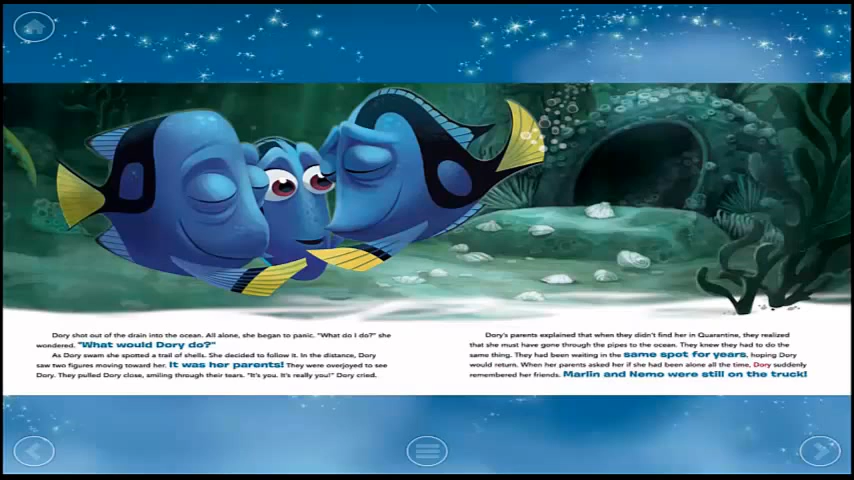 Dory shot out of the drain into the ocean. All alone, she began to panic. "What do I do?" she
wondered. "What would Dory do?"
As Dory swam she spotted a trail of shells. She decided to follow it. In the distance, Dory
saw two figures moving toward her. It was her parents! They were overjoyed to see
Dory. They pulled Dory close, smiling through their tears. "It's you. It's really you!" Dory cried.
Dory's parents explained that when they didn't find her in Quarantine, they realized
that she must have gone through the pipes to the ocean. They knew they had to do the
same thing. They had been waiting in the same spot for years, hoping Dory
would return. When her parents asked her if she had been alone all the time, Dory suddenly
remembered her friends. Marlin and Nemo were still on the truck!